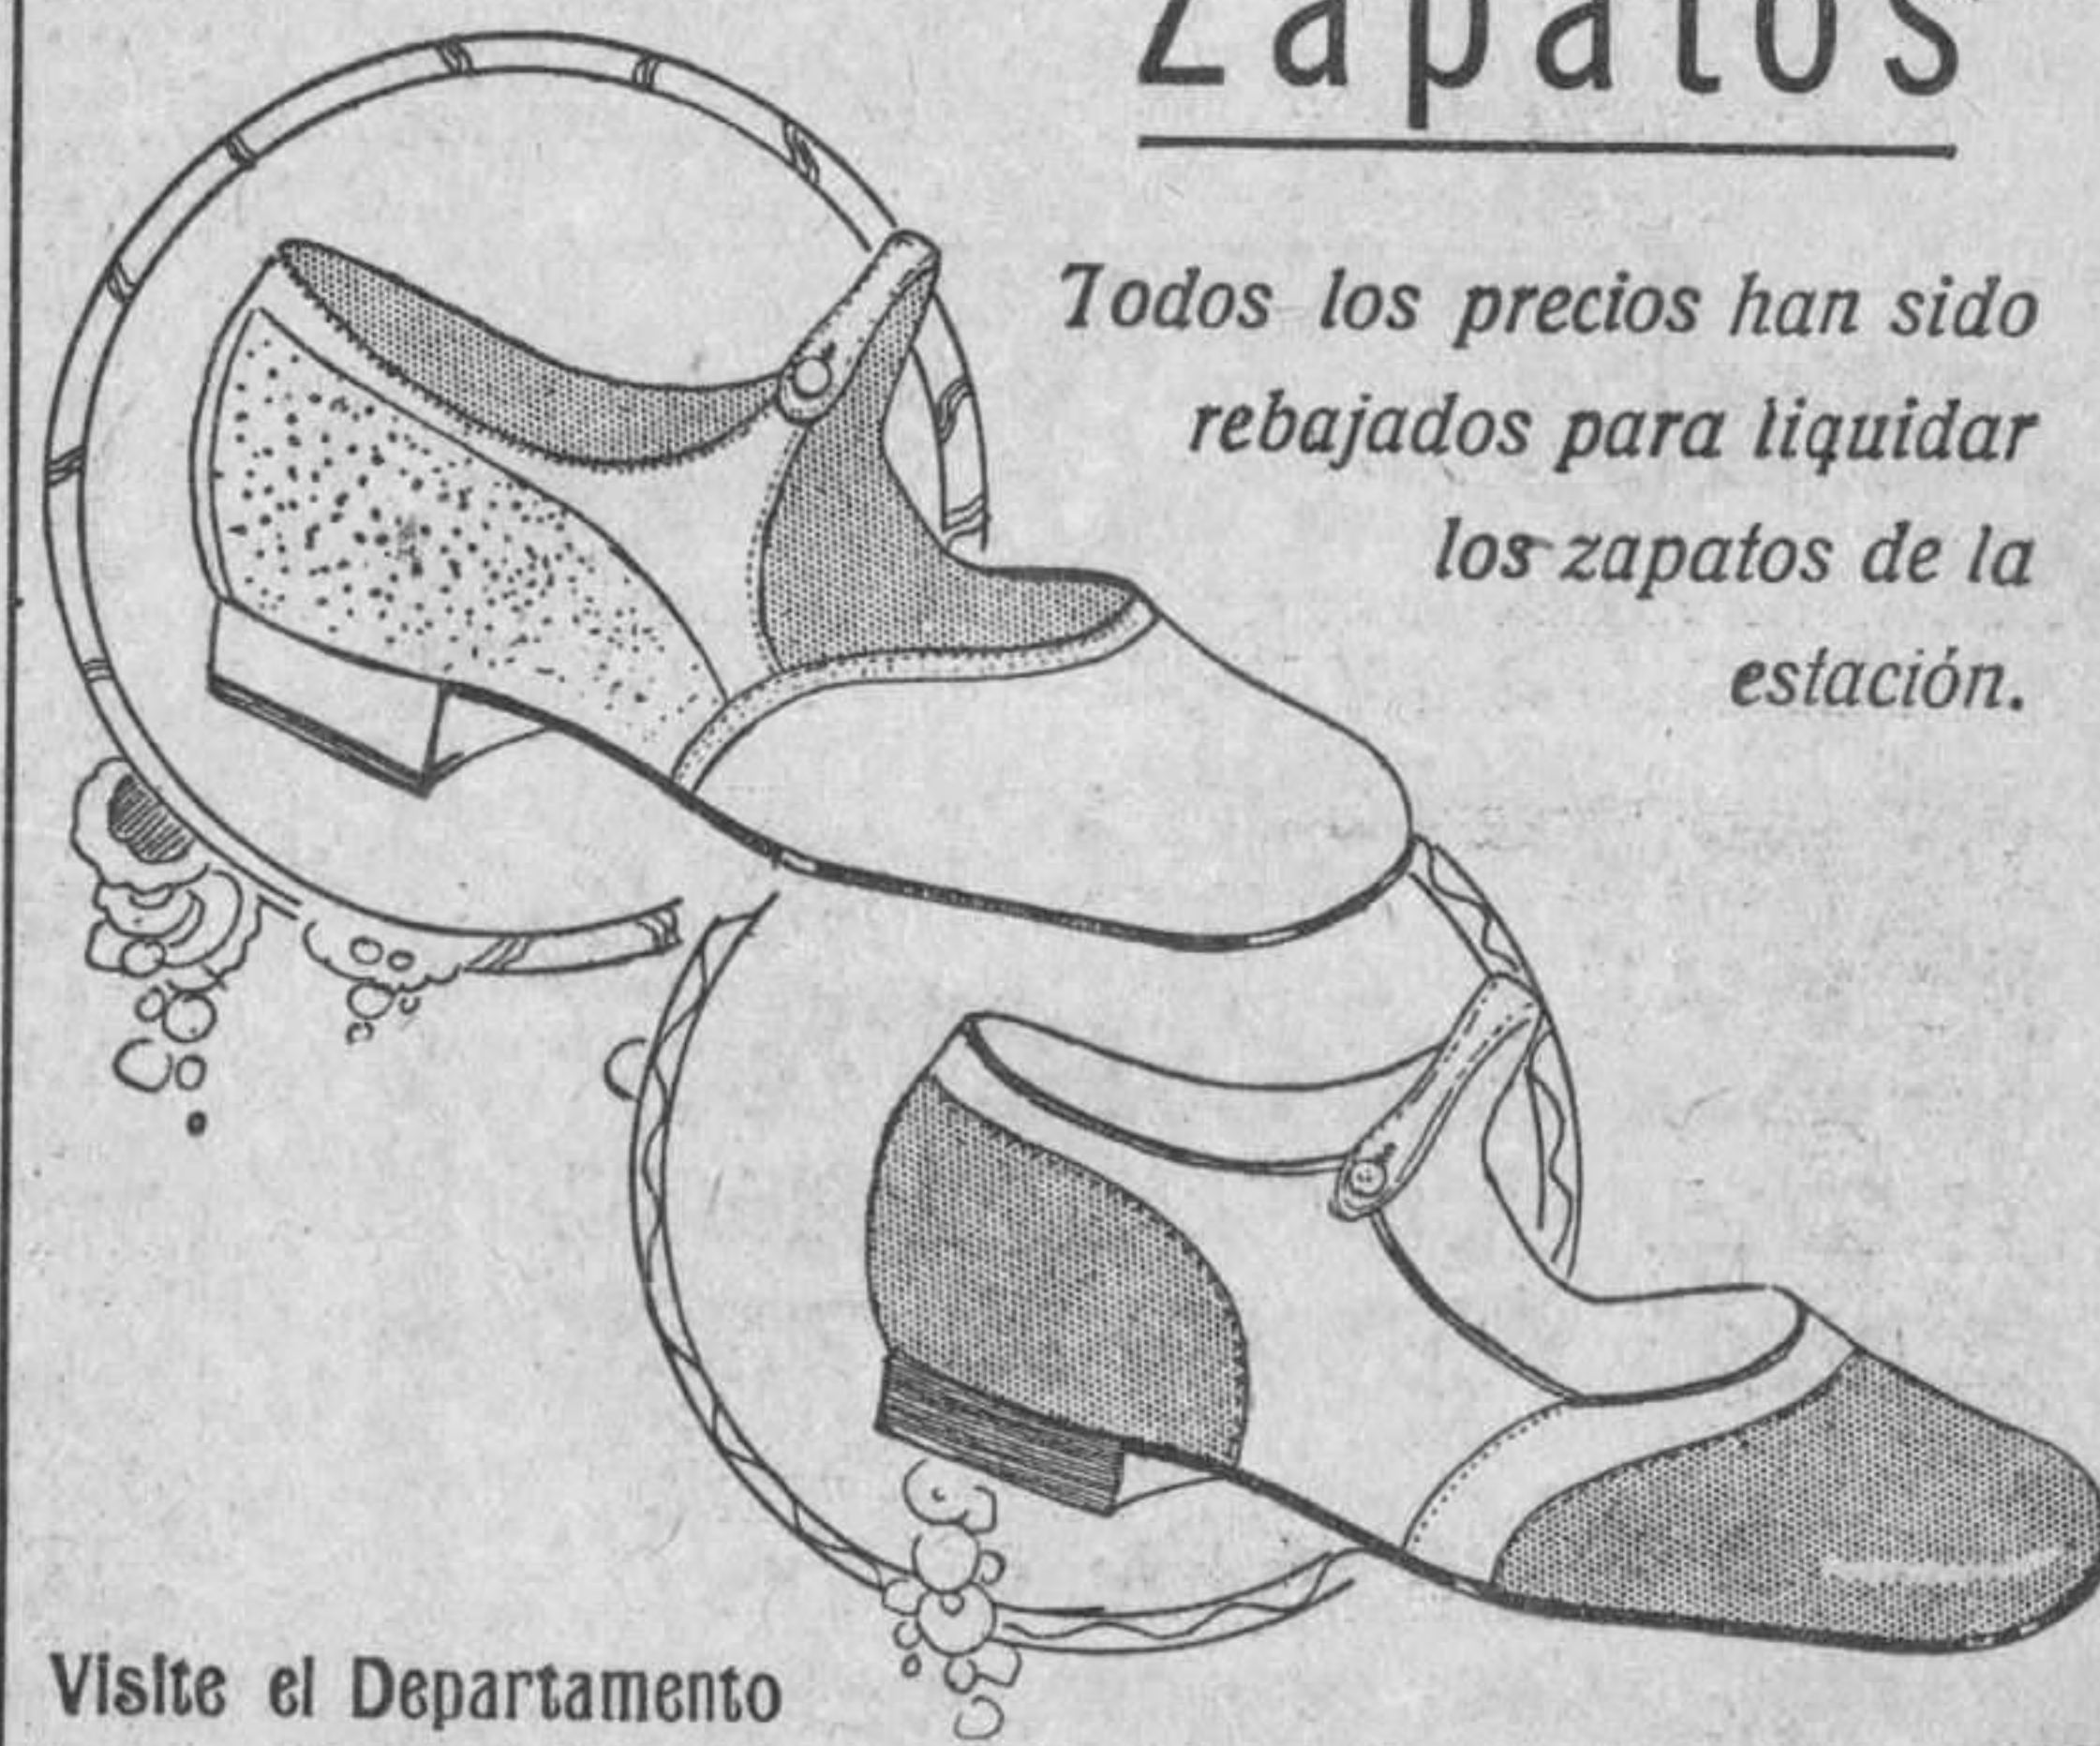 Zapatos
Todos los precios han sido
rebajados para liquidar
los zapatos de la
estación.
Visite el Departamento